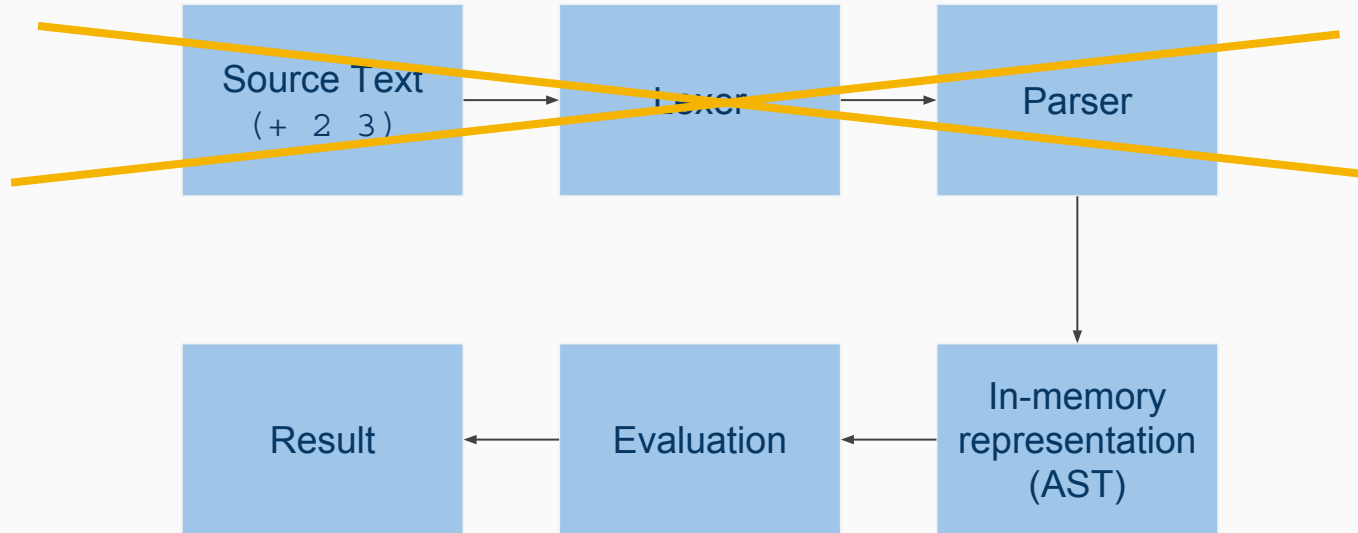 Source Text
(+ 2 3)
Lexer
Parser
Result
Evaluation
In-memory
representation
(AST)